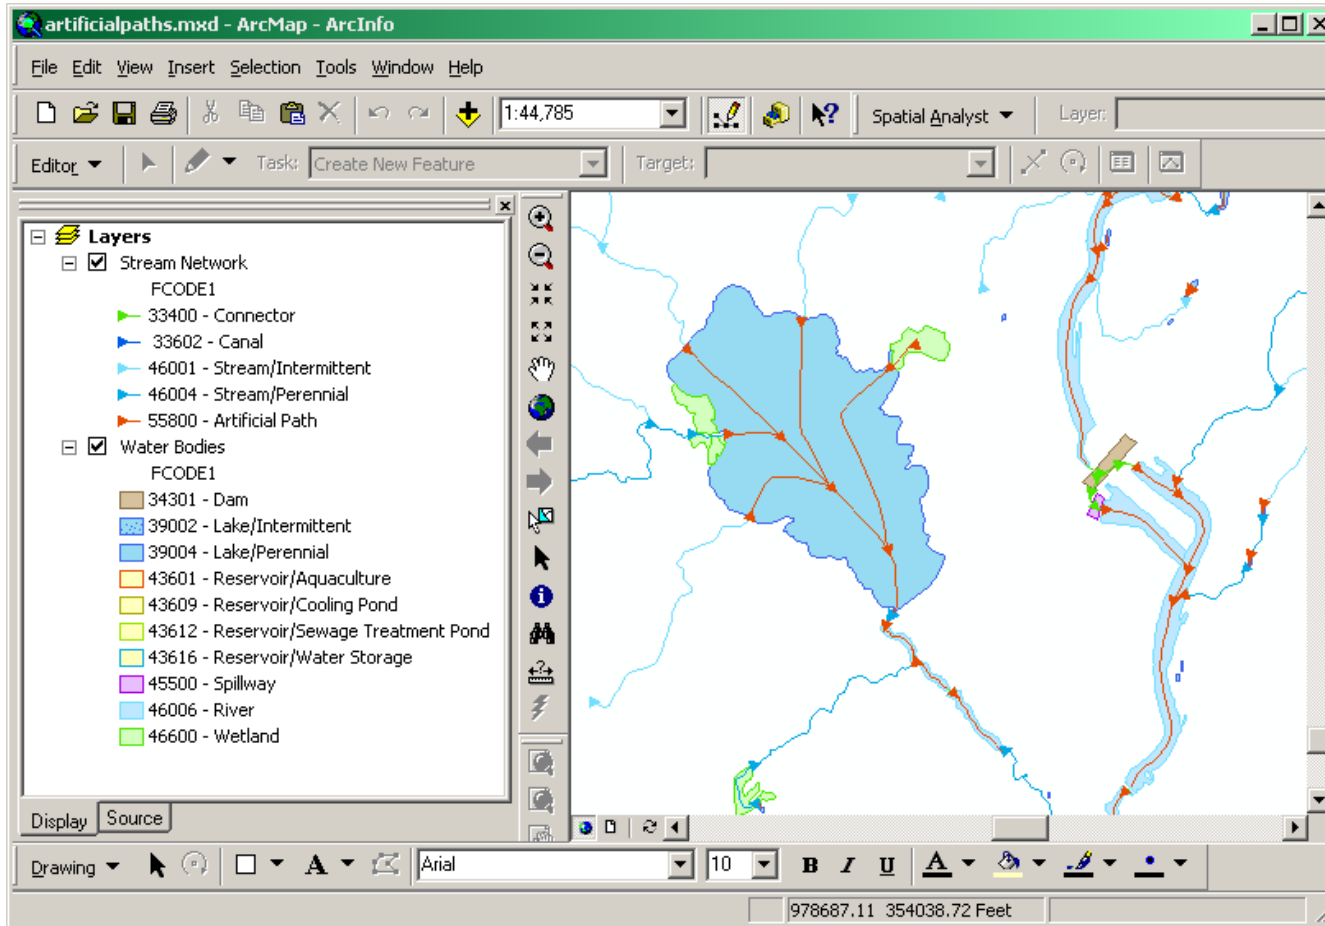 artificialpaths.mxd - ArcMap - ArcInfo
File Edit View Insert Selection Tools Window Help
1:44,785 Spatial Analyst Layer:
Editor Task: Create New Feature Target:
Layers
Stream Network
FCODE1
33400 - Connector
33602 - Canal
46001 - Stream/Intermittent
46004 - Stream/Perennial
55800 - Artificial Path
Water Bodies
FCODE1
34301 - Dam
39002 - Lake/Intermittent
39004 - Lake/Perennial
43601 - Reservoir/Aquaculture
43609 - Reservoir/Cooling Pond
43612 - Reservoir/Sewage Treatment Pond
43616 - Reservoir/Water Storage
45500 - Spillway
46006 - River
46600 - Wetland
Display Source
Drawing A Arial 10 B I U A
978687.11 354038.72 Feet